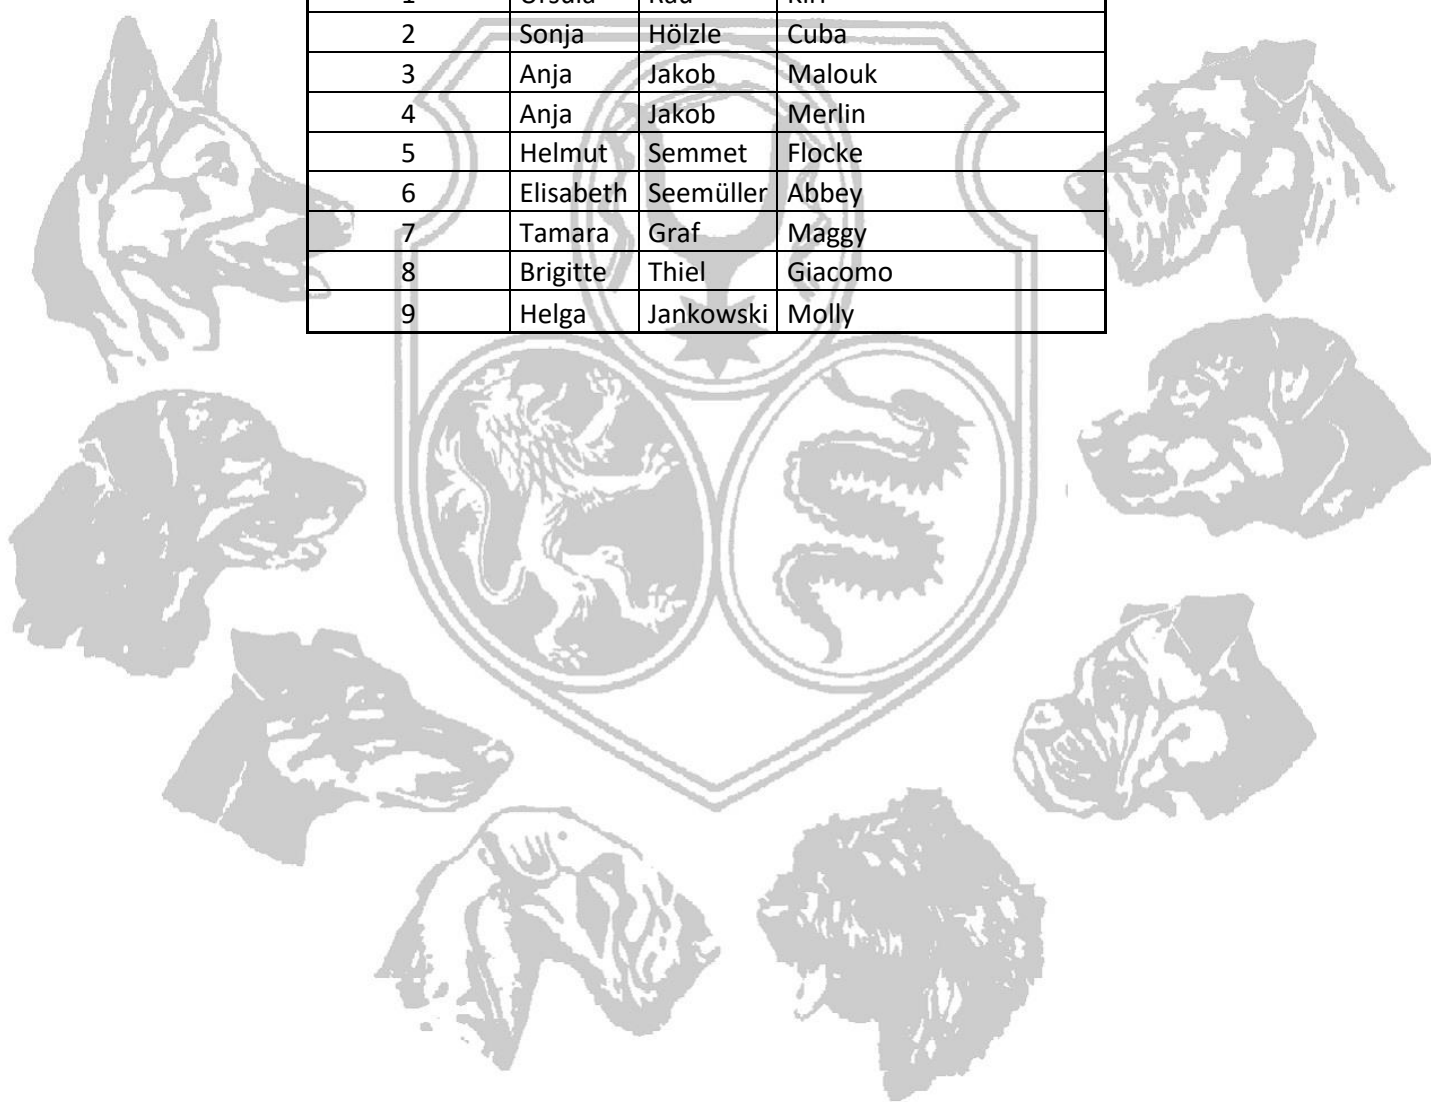 2 Sonja Hölzle Cuba
3 Anja Jakob Malouk
4 Anja Jakob Merlin
5 Helmut Semmet Flocke
6 Elisabeth Seemüller Abbey
7 Tamara Graf Maggy
8 Brigitte Thiel Giacomo
9 Helga Jankowski Molly